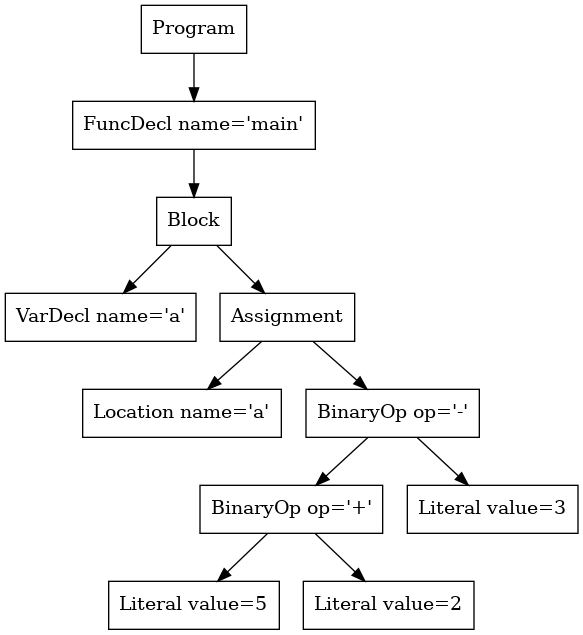 Program
FuncDecl name='main'
Block
VarDecl name='a'
Assignment
Location name='a'
BinaryOp op='-'
BinaryOp op='+'
Literal value=3
Literal value=5
Literal value=2